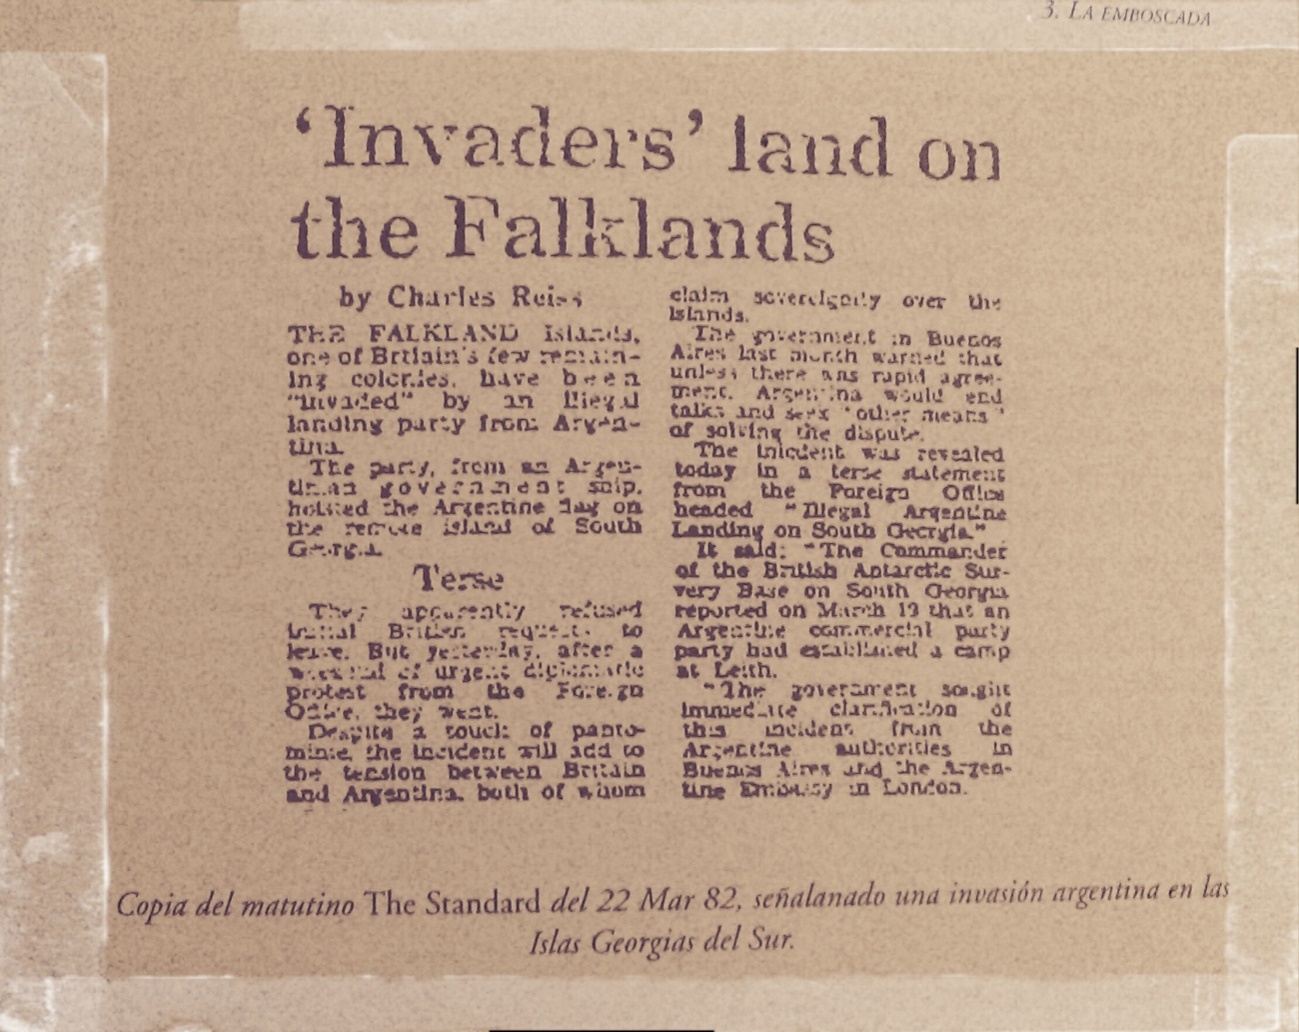 3. LA EMBOSCADA
‘Invaders’ land on
the Falklands
by Charles Reiss
THE FALKLAND Islands,
one of Britain's few remain-
ing colonies, have been
“invaded” by an illegal
landing party from Argen-
tina.
The party, from an Argen-
tinian government ship,
hoisted the Argentine flag on
the remote island of South
Georgia.
Terse
They apparently refused
initial British requests to
leave. But yesterday, after a
weekend of urgent diplomatic
protest from the Foreign
Office, they went.
Despite a touch of panto-
mime, the incident will add to
the tension between Britain
and Argentina, both of whom
claim sovereignity over the
islands.
The government in Buenos
Aires last month warned that
unless there was rapid agree-
ment, Argentina would end
talks and seek “other means”
of solving the dispute.
The inicdent was revealed
today in a terse statement
from the Foreign Office
headed “Illegal Argentine
Landing on South Georgia.”
It said: “The Commander
of the British Antarctic Sur-
very Base on South Georgia
reported on March 19 that an
Argentine commercial party
party had established a camp
at Leith.
“The government sought
immediate clarification of
this incident from the
Argentine authorities in
Buenos Aires and the Argen-
tine Embassy in London.
Copia del matutino The Standard del 22 Mar 82, señalanado una invasión argentina en las
Islas Georgias del Sur.